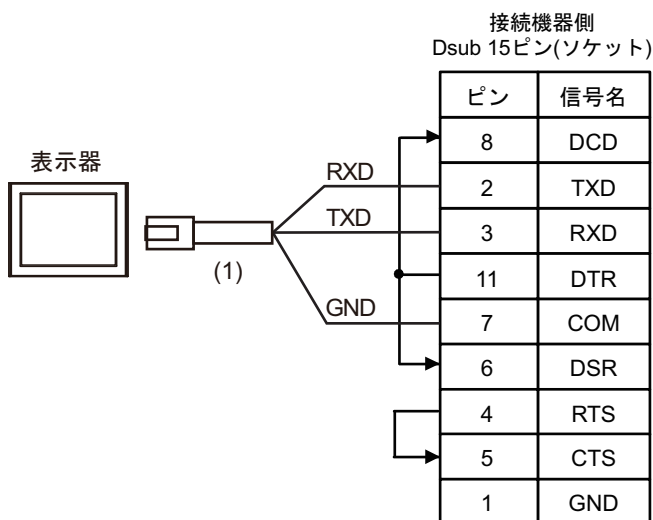 接続機器側
Dsub 15ピン(ソケット)
ピン 信号名
8 DCD
表示器
RXD
2 TXD
TXD
3 RXD
(1)
11 DTR
GND
7 COM
6 DSR
4 RTS
5 CTS
1 GND